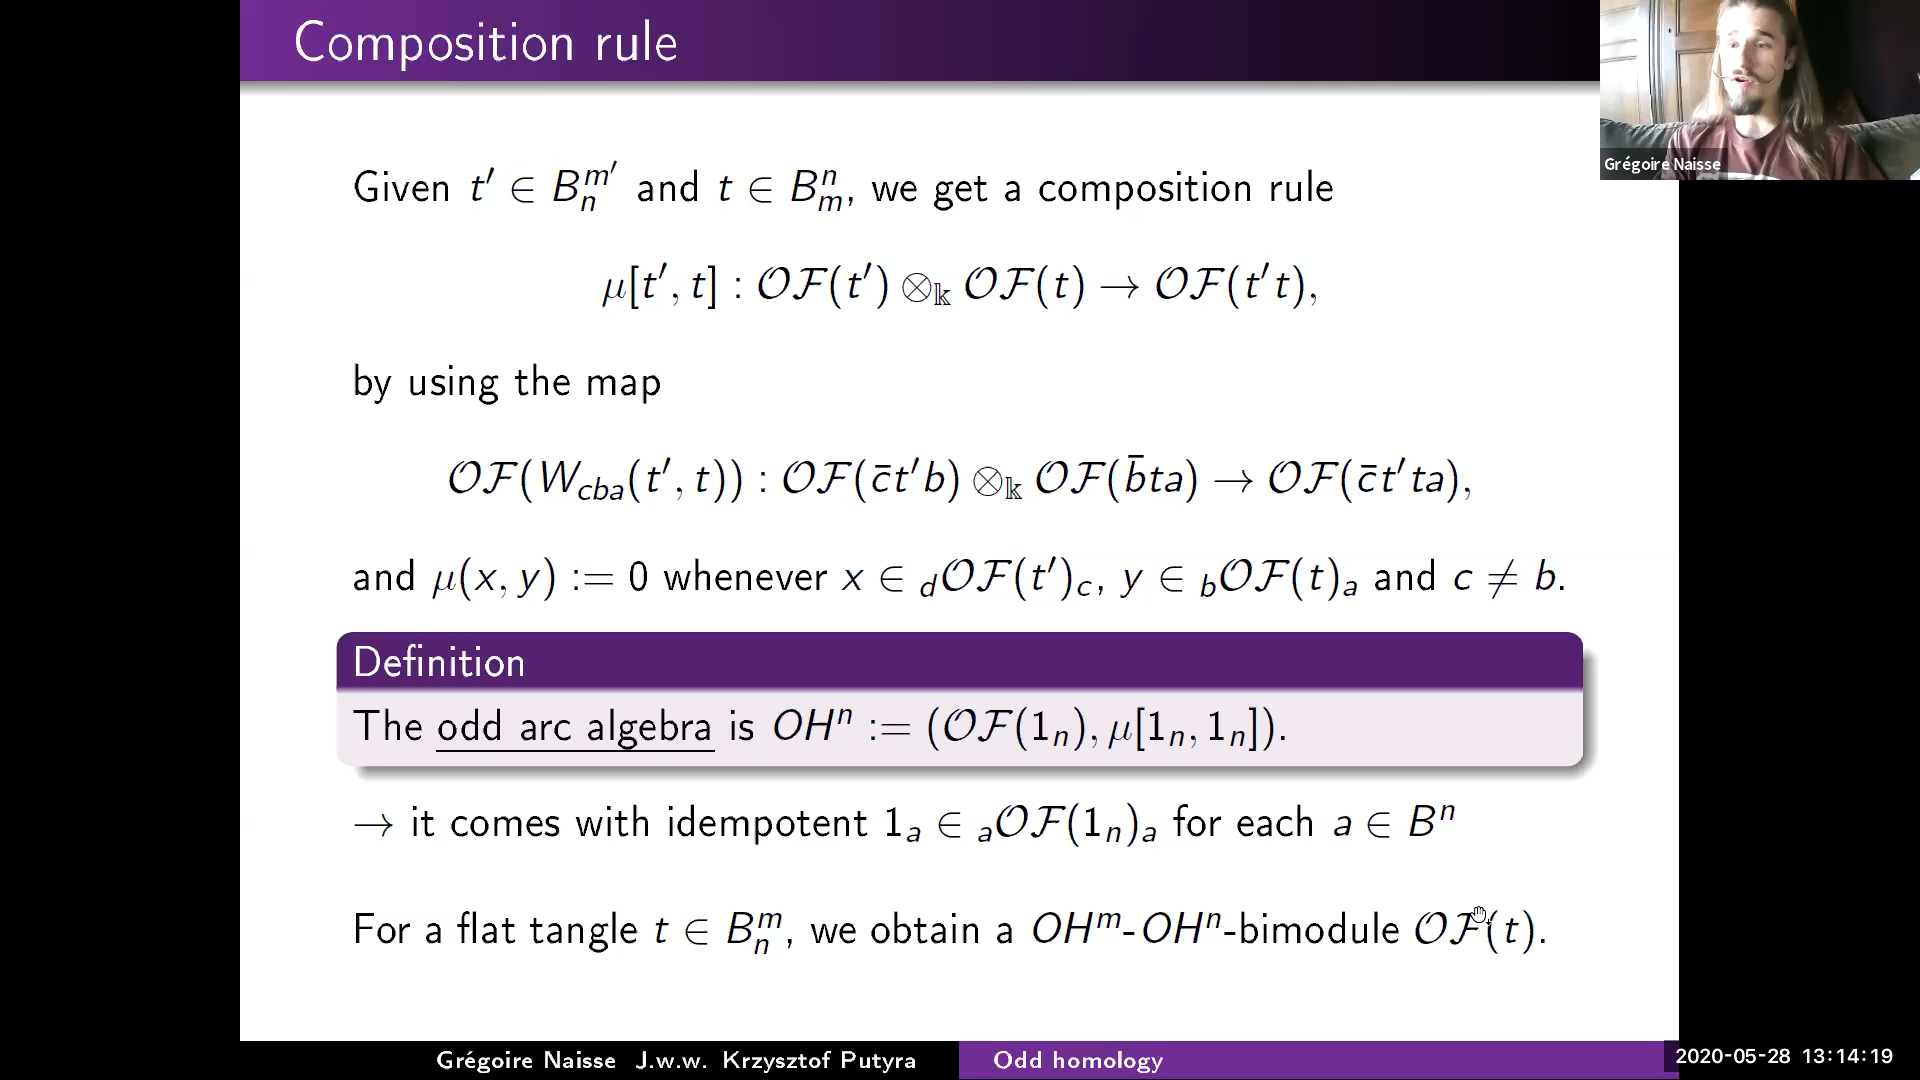 Composition rule
Grégoire Naisse
Given t′ ∈ B_n^{m′} and t ∈ B_m^n, we get a composition rule
μ[t′, t] : 𝒪ℱ(t′) ⊗_𝕜 𝒪ℱ(t) → 𝒪ℱ(t′t),
by using the map
𝒪ℱ(W_{cba}(t′, t)) : 𝒪ℱ(c̄t′b) ⊗_𝕜 𝒪ℱ(b̄ta) → 𝒪ℱ(c̄t′ta),
and μ(x, y) := 0 whenever x ∈ _d𝒪ℱ(t′)_c, y ∈ _b𝒪ℱ(t)_a and c ≠ b.
Definition
The odd arc algebra is OH^n := (𝒪ℱ(1_n), μ[1_n, 1_n]).
→ it comes with idempotent 1_a ∈ _a𝒪ℱ(1_n)_a for each a ∈ B^n
For a flat tangle t ∈ B_n^m, we obtain a OH^m-OH^n-bimodule 𝒪ℱ(t).
Grégoire Naisse J.w.w. Krzysztof Putyra
Odd homology
2020-05-28 13:14:19